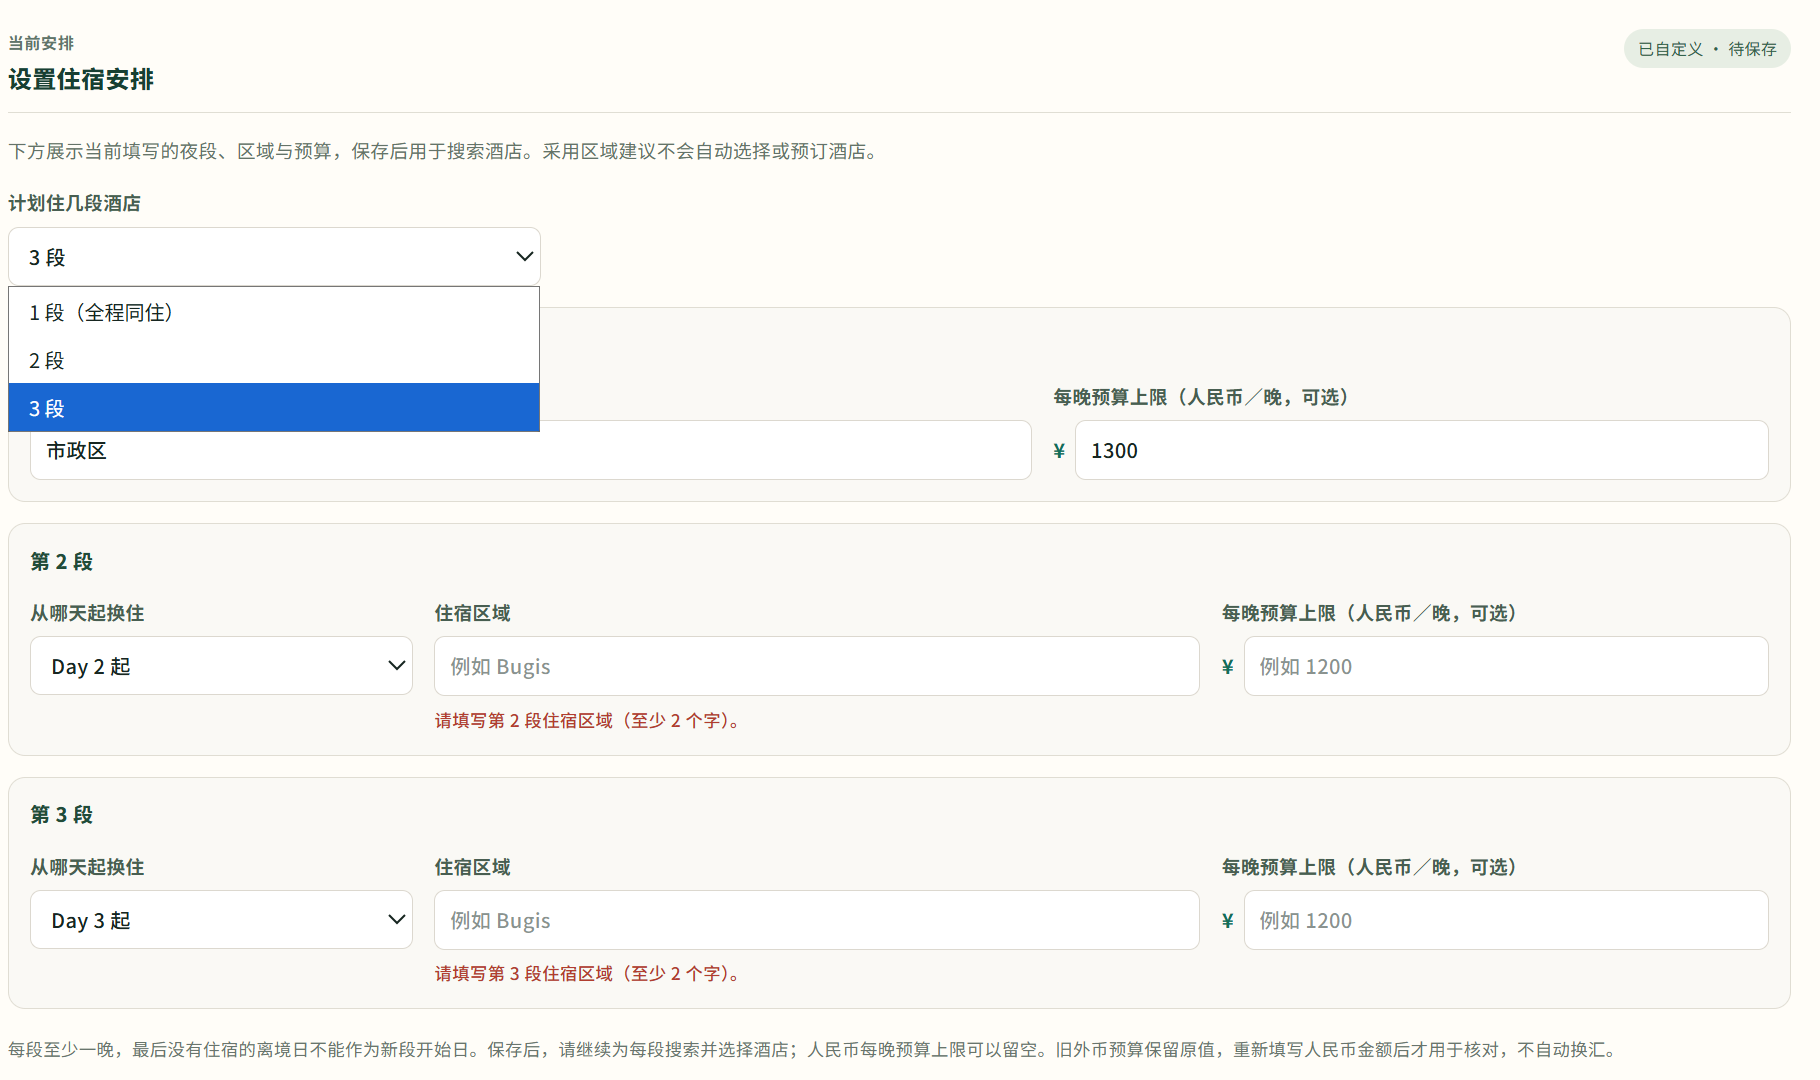 当前安排
设置住宿安排
已自定义 · 待保存
下方展示当前填写的夜段、区域与预算，保存后用于搜索酒店。采用区域建议不会自动选择或预订酒店。
计划住几段酒店
3 段
1 段（全程同住）
2 段
3 段
每晚预算上限（人民币／晚，可选）
市政区
¥ 1300
第 2 段
从哪天起换住
住宿区域
每晚预算上限（人民币／晚，可选）
Day 2 起
例如 Bugis
¥ 例如 1200
请填写第 2 段住宿区域（至少 2 个字）。
第 3 段
从哪天起换住
住宿区域
每晚预算上限（人民币／晚，可选）
Day 3 起
例如 Bugis
¥ 例如 1200
请填写第 3 段住宿区域（至少 2 个字）。
每段至少一晚，最后没有住宿的离境日不能作为新段开始日。保存后，请继续为每段搜索并选择酒店；人民币每晚预算上限可以留空。旧外币预算保留原值，重新填写人民币金额后才用于核对，不自动换汇。